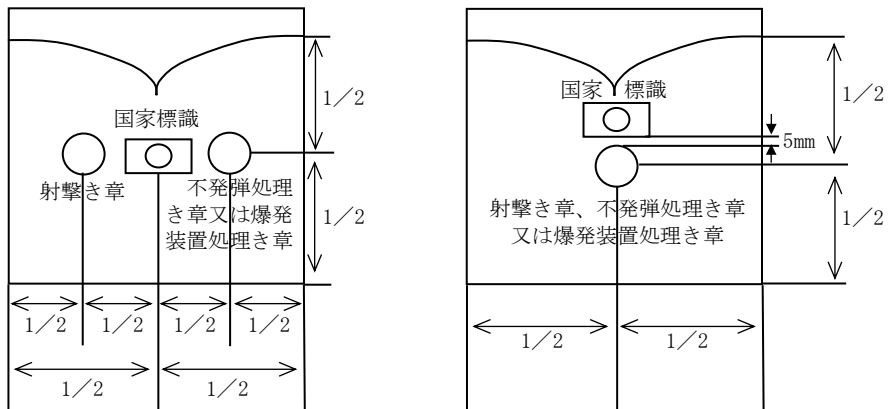 国家標識
射撃き章
不発弾処理
き章又は爆発
装置処理き章
1/2
1/2
1/2
1/2
1/2
1/2
1/2
1/2
国家 標識
5mm
射撃き章、不発弾処理き章
又は爆発装置処理き章
1/2
1/2
1/2
1/2